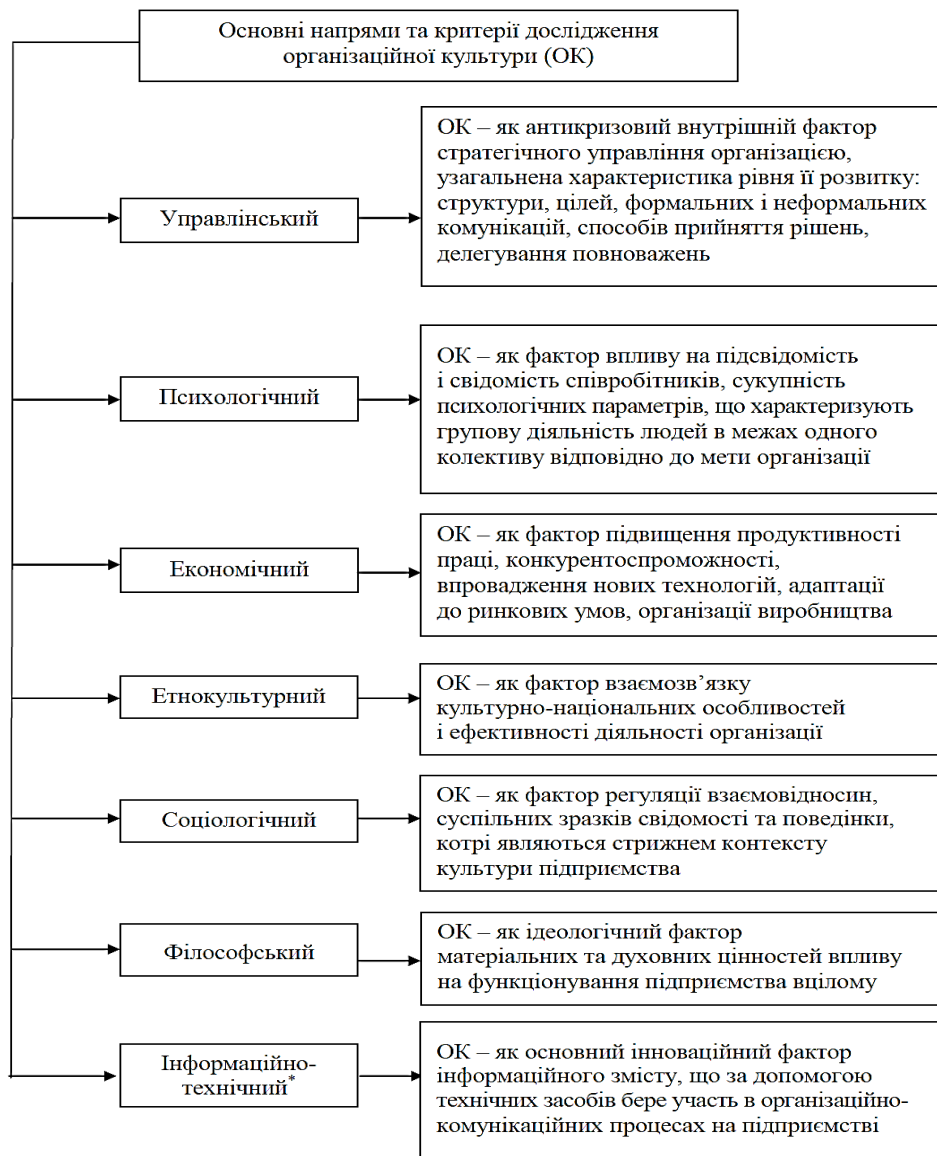 Основні напрями та критерії дослідження
організаційної культури (ОК)
Управлінський
ОК – як антикризовий внутрішній фактор
стратегічного управління організацією,
узагальнена характеристика рівня її розвитку:
структури, цілей, формальних і неформальних
комунікацій, способів прийняття рішень,
делегування повноважень
Психологічний
ОК – як фактор впливу на підсвідомість
і свідомість співробітників, сукупність
психологічних параметрів, що характеризують
групову діяльність людей в межах одного
колективу відповідно до мети організації
Економічний
ОК – як фактор підвищення продуктивності
праці, конкурентоспроможності,
впровадження нових технологій, адаптації
до ринкових умов, організації виробництва
Етнокультурний
ОК – як фактор взаємозв’язку
культурно-національних особливостей
і ефективності діяльності організації
Соціологічний
ОК – як фактор регуляції взаємовідносин,
суспільних зразків свідомості та поведінки,
котрі являються стрижнем контексту
культури підприємства
Філософський
ОК – як ідеологічний фактор
матеріальних та духовних цінностей впливу
на функціонування підприємства вцілому
Інформаційно-
технічний*
ОК – як основний інноваційний фактор
інформаційного змісту, що за допомогою
технічних засобів бере участь в організаційно-
комунікаційних процесах на підприємстві